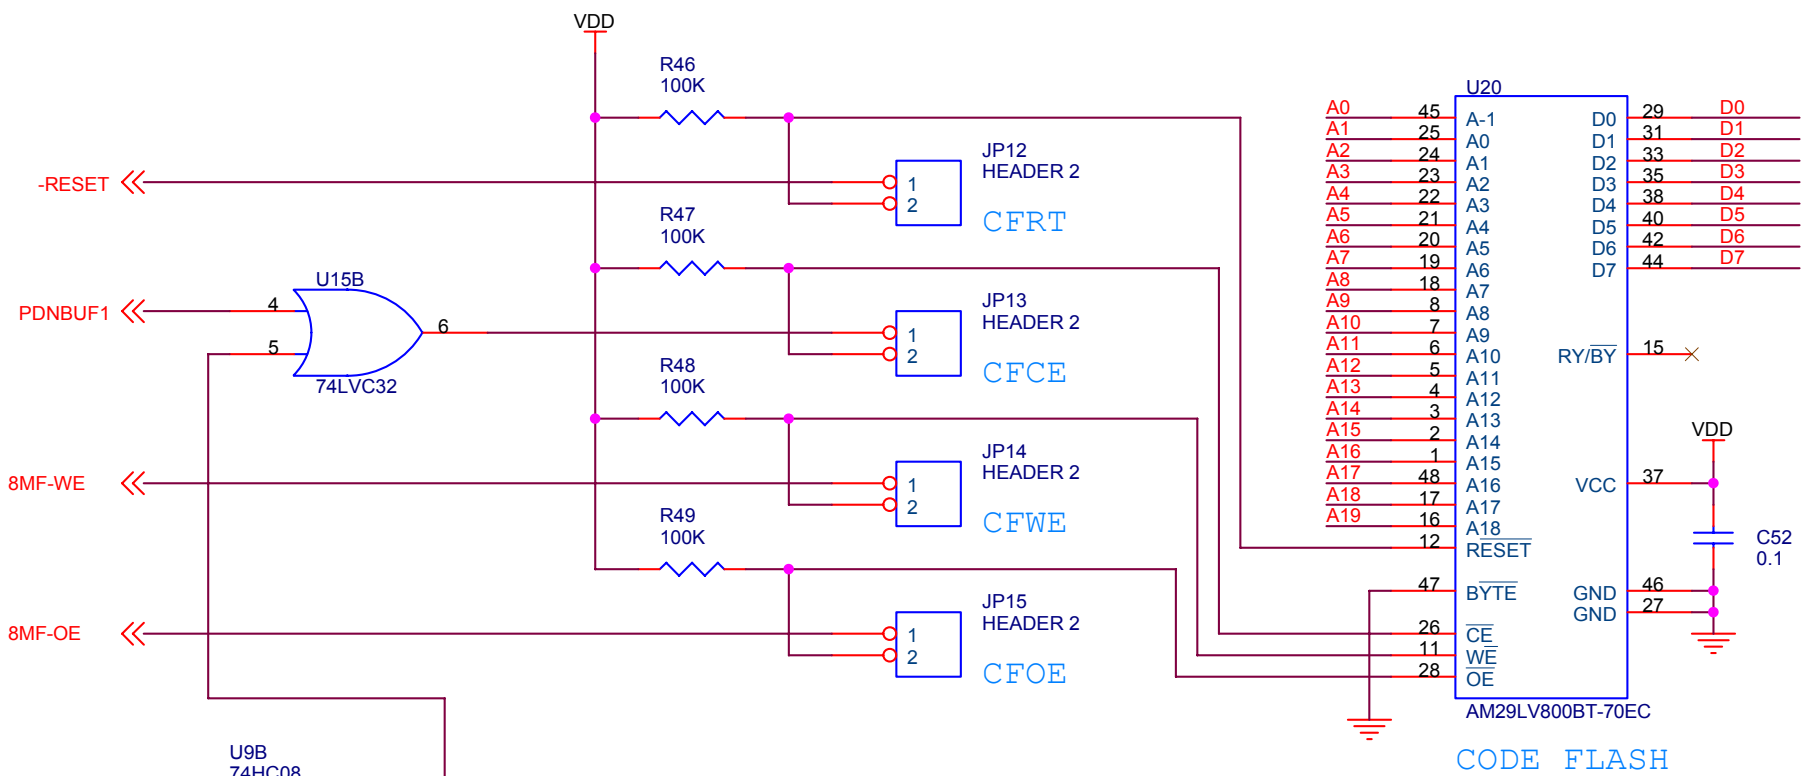 VDD
R46
100K
-RESET
JP12
HEADER 2
1
2
CFRT
R47
100K
PDNBUF1
U15B
4
5
6
74LVC32
JP13
HEADER 2
1
2
CFCE
R48
100K
8MF-WE
JP14
HEADER 2
1
2
CFWE
R49
100K
8MF-OE
JP15
HEADER 2
1
2
CFOE
U9B
74HC08
U20
A0 45 A-1 D0 29 D0
A1 25 A0 D1 31 D1
A2 24 A1 D2 33 D2
A3 23 A2 D3 35 D3
A4 22 A3 D4 38 D4
A5 21 A4 D5 40 D5
A6 20 A5 D6 42 D6
A7 19 A6 D7 44 D7
A8 18 A7
A9 8 A8
A10 7 A9
A11 6 A10 RY/BY 15
A12 5 A11
A13 4 A12
A14 3 A13
A15 2 A14
A16 1 A15
A17 48 A16 VCC 37
A18 17 A17
A19 16 A18
12 RESET
47 BYTE GND 46
GND 27
26 CE
11 WE
28 OE
VDD
C52
0.1
AM29LV800BT-70EC
CODE FLASH